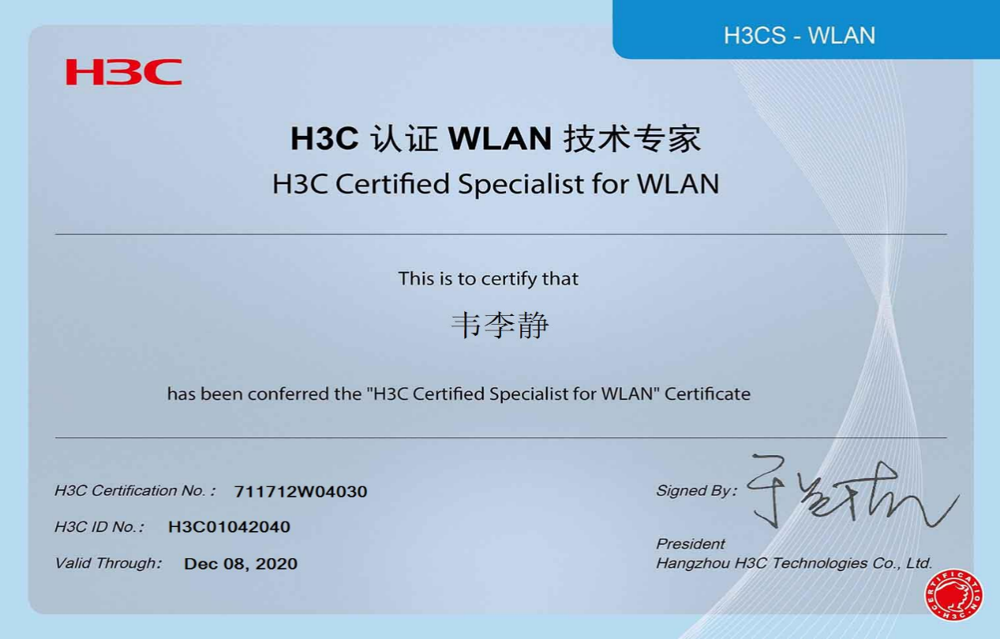 H3CS - WLAN
H3C
H3C 认证 WLAN 技术专家
H3C Certified Specialist for WLAN
This is to certify that
韦李静
has been conferred the "H3C Certified Specialist for WLAN" Certificate
H3C Certification No. : 711712W04030
Signed By:
H3C ID No.: H3C01042040
President
Valid Through: Dec 08, 2020
Hangzhou H3C Technologies Co., Ltd.
CERTIFICATION
·H3C·